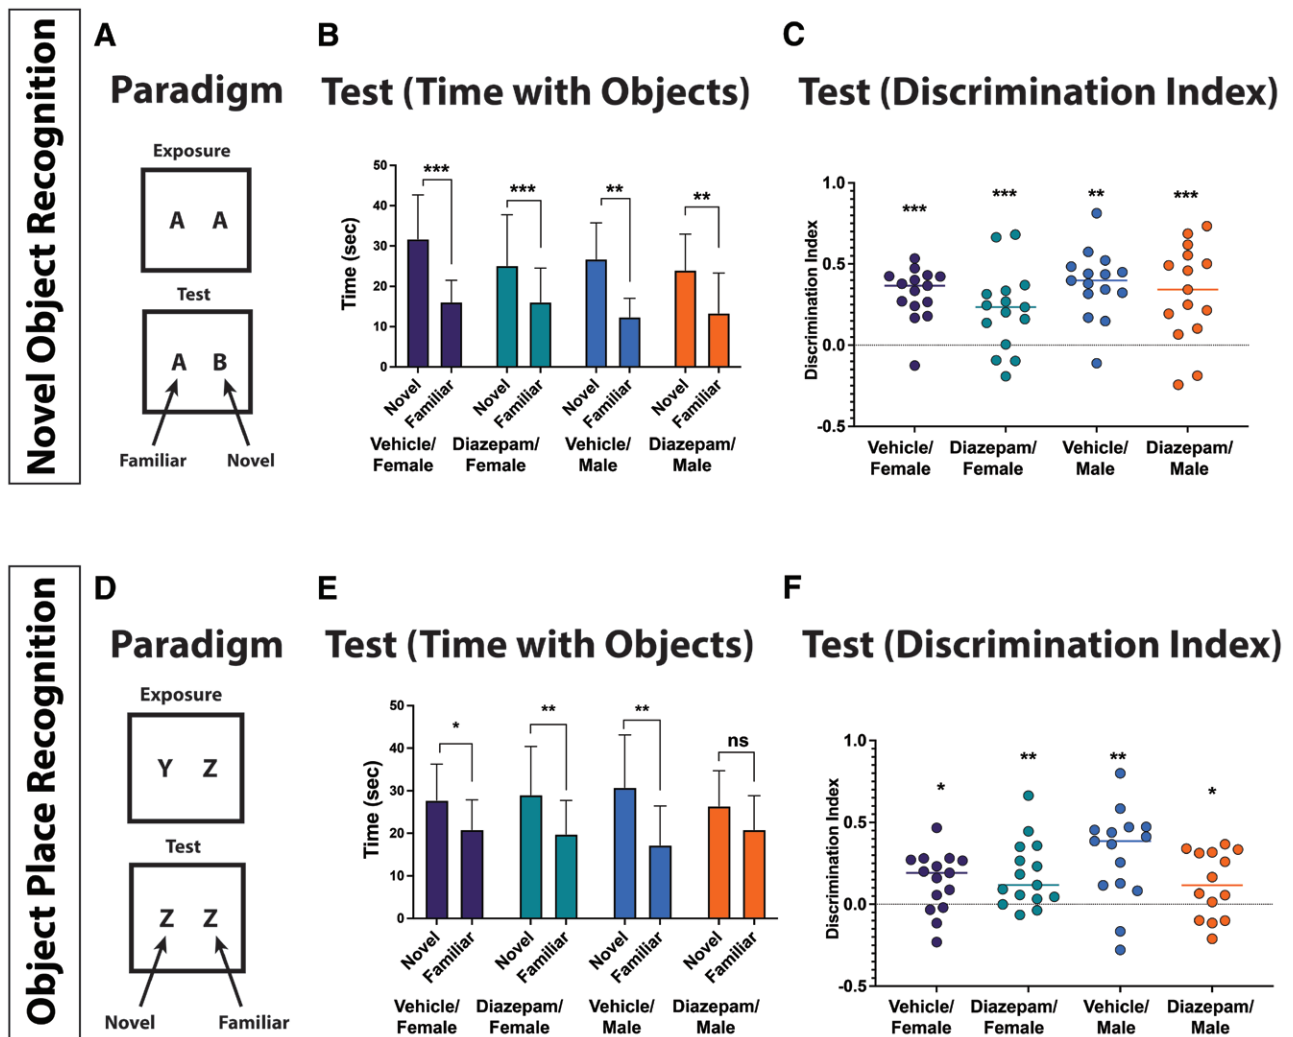 Novel Object Recognition
A
Paradigm
Exposure
A A
Test
A B
Familiar Novel
B
Test (Time with Objects)
Time (sec)
50
40
30
20
10
0
***
***
**
**
Novel Familiar Novel Familiar Novel Familiar Novel Familiar
Vehicle/ Diazepam/ Vehicle/ Diazepam/
Female Female Male Male
C
Test (Discrimination Index)
Discrimination Index
1.0
0.5
0.0
-0.5
***
***
**
***
Vehicle/ Diazepam/ Vehicle/ Diazepam/
Female Female Male Male
Object Place Recognition
D
Paradigm
Exposure
Y Z
Test
Z Z
Novel Familiar
E
Test (Time with Objects)
Time (sec)
50
40
30
20
10
0
*
**
**
ns
Novel Familiar Novel Familiar Novel Familiar Novel Familiar
Vehicle/ Diazepam/ Vehicle/ Diazepam/
Female Female Male Male
F
Test (Discrimination Index)
Discrimination Index
1.0
0.5
0.0
-0.5
*
**
**
*
Vehicle/ Diazepam/ Vehicle/ Diazepam/
Female Female Male Male